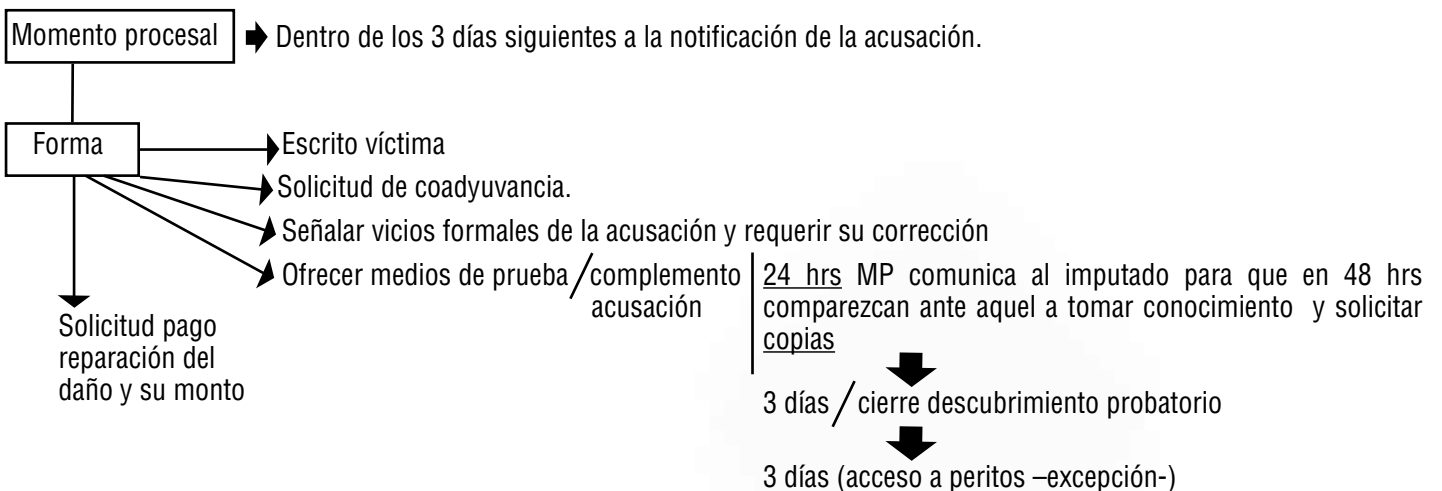 Momento procesal
Dentro de los 3 días siguientes a la notificación de la acusación.
Forma
Escrito víctima
Solicitud de coadyuvancia.
Señalar vicios formales de la acusación y requerir su corrección
Ofrecer medios de prueba / complemento
acusación
24 hrs MP comunica al imputado para que en 48 hrs
comparezcan ante aquel a tomar conocimiento y solicitar
copias
Solicitud pago
reparación del
daño y su monto
3 días / cierre descubrimiento probatorio
3 días (acceso a peritos –excepción-)